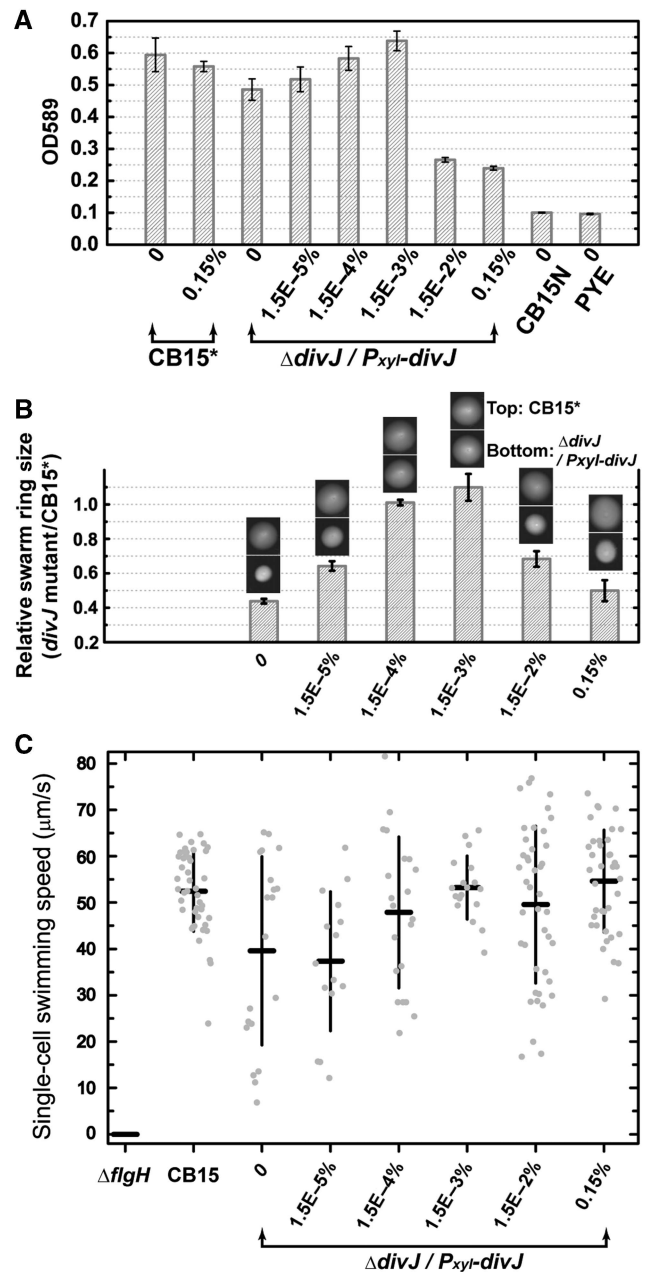 A
OD589
0.7
0.6
0.5
0.4
0.3
0.2
0.1
0.0
0
0.15%
0
1.5E−5%
1.5E−4%
1.5E−3%
1.5E−2%
0.15%
0
CB15N
0
PYE
CB15*
ΔdivJ / Pxyl-divJ
B
Relative swarm ring size
(divJ mutant/CB15*)
1.0
0.8
0.6
0.4
0.2
Top: CB15*
Bottom: ΔdivJ
/ Pxyl-divJ
0
1.5E−5%
1.5E−4%
1.5E−3%
1.5E−2%
0.15%
C
Single-cell swimming speed (μm/s)
80
70
60
50
40
30
20
10
0
ΔflgH
CB15
0
1.5E−5%
1.5E−4%
1.5E−3%
1.5E−2%
0.15%
ΔdivJ / Pxyl-divJ